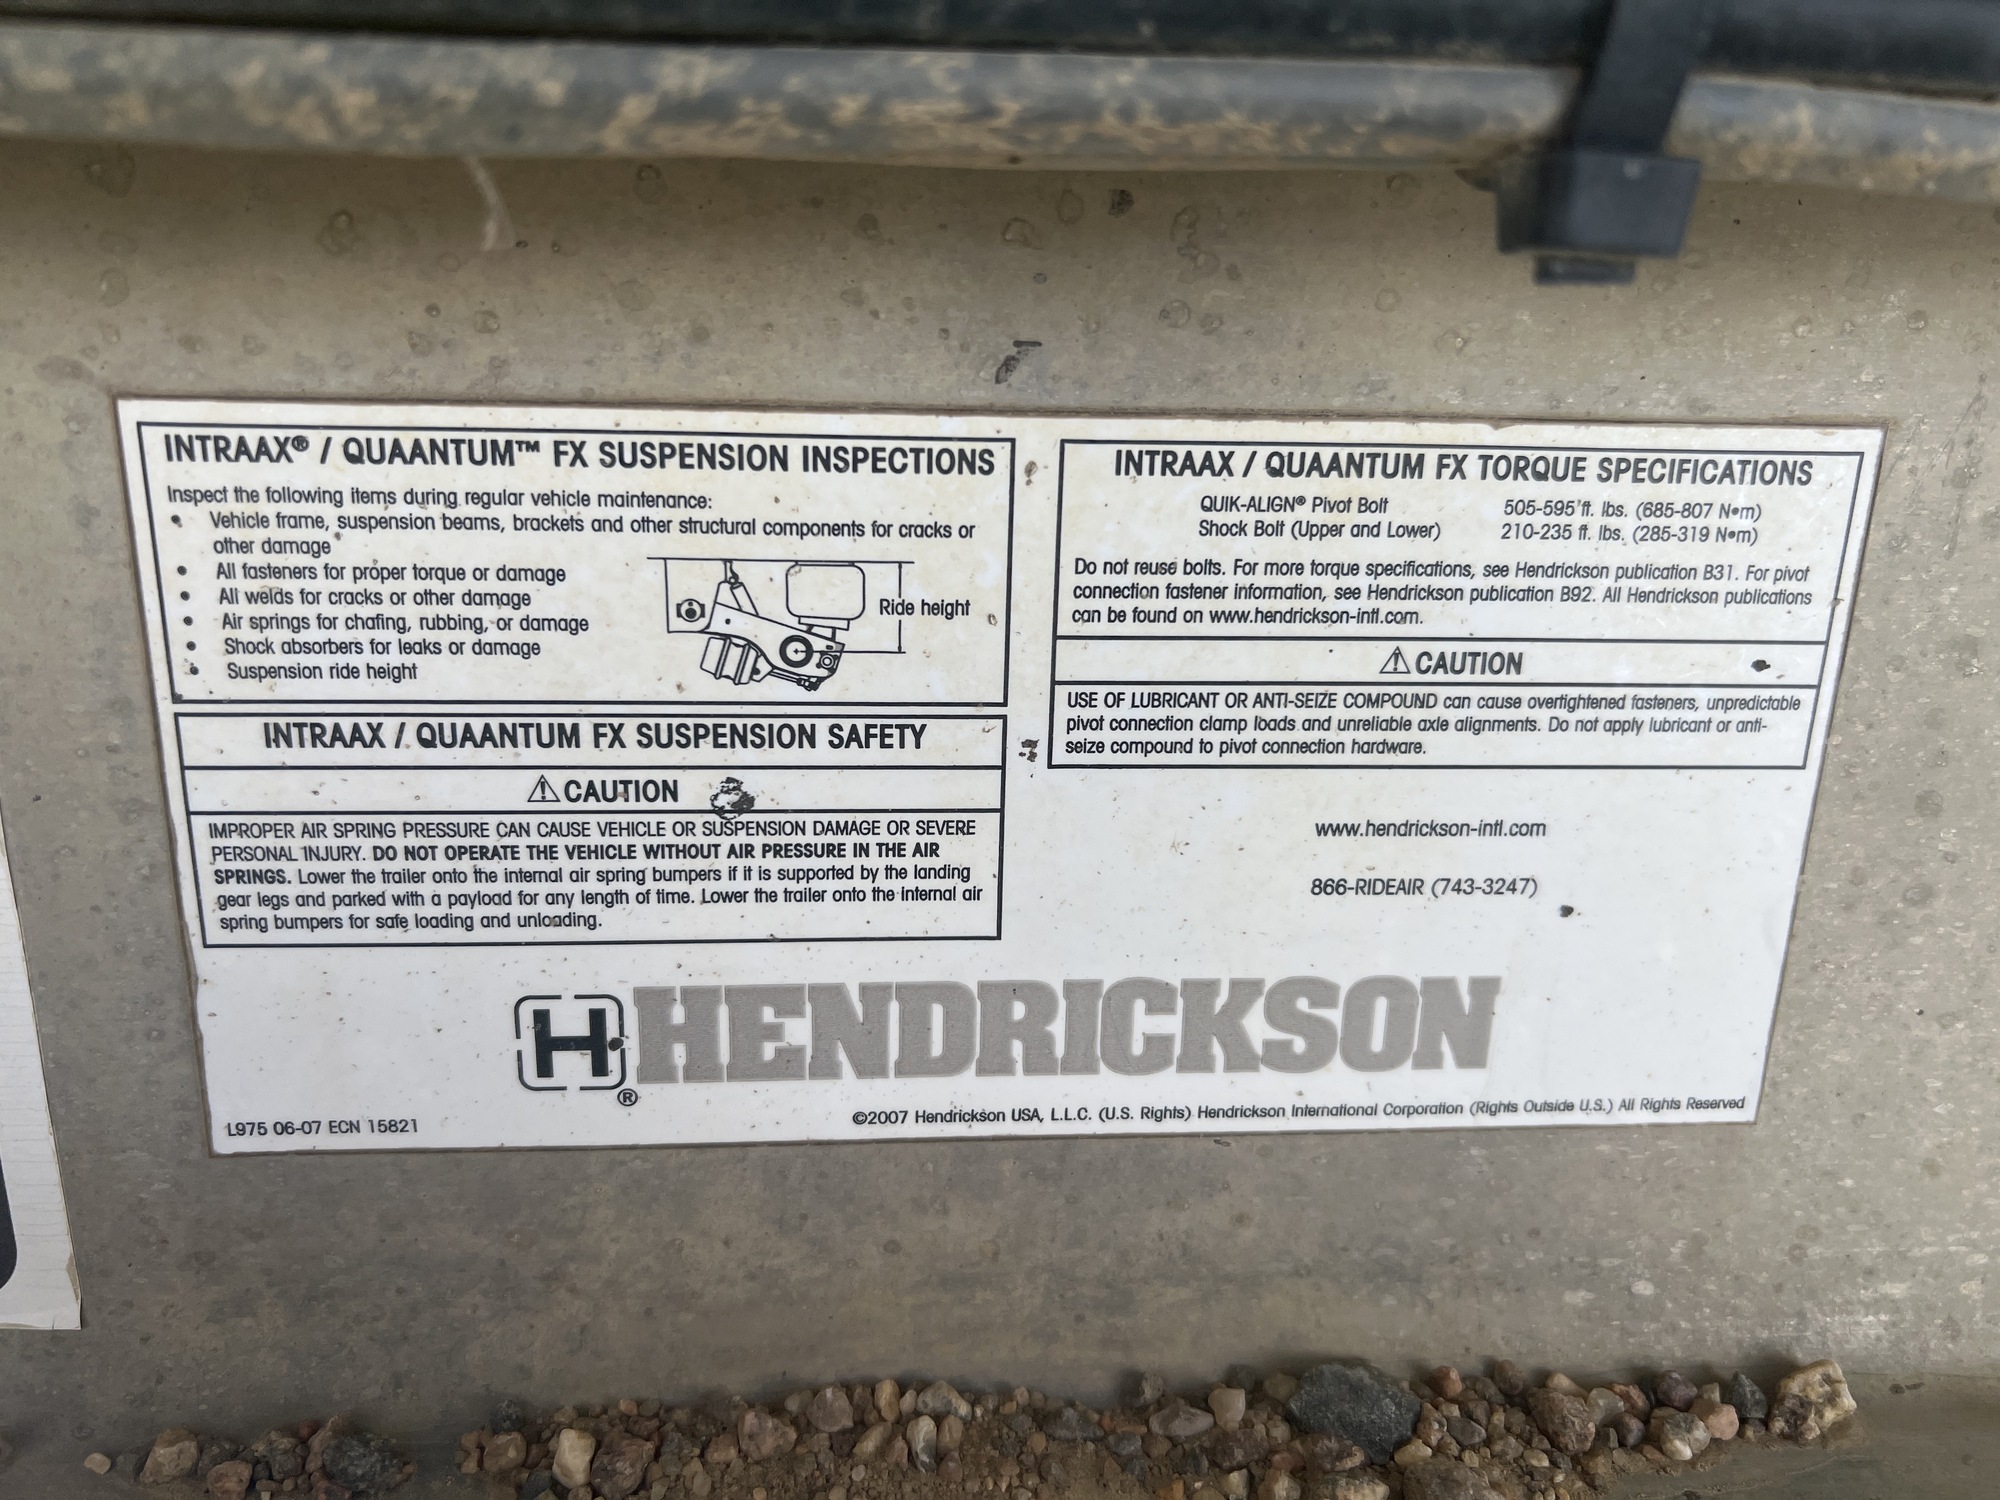 INTRAAX® / QUAANTUM™ FX SUSPENSION INSPECTIONS
Inspect the following items during regular vehicle maintenance:
• Vehicle frame, suspension beams, brackets and other structural components for cracks or
other damage
• All fasteners for proper torque or damage
• All welds for cracks or other damage
• Air springs for chafing, rubbing, or damage
• Shock absorbers for leaks or damage
• Suspension ride height
Ride height
INTRAAX / QUAANTUM FX SUSPENSION SAFETY
⚠ CAUTION
IMPROPER AIR SPRING PRESSURE CAN CAUSE VEHICLE OR SUSPENSION DAMAGE OR SEVERE
PERSONAL INJURY. DO NOT OPERATE THE VEHICLE WITHOUT AIR PRESSURE IN THE AIR
SPRINGS. Lower the trailer onto the internal air spring bumpers if it is supported by the landing
gear legs and parked with a payload for any length of time. Lower the trailer onto the internal air
spring bumpers for safe loading and unloading.
INTRAAX / QUAANTUM FX TORQUE SPECIFICATIONS
QUIK-ALIGN® Pivot Bolt 505-595 ft. lbs. (685-807 N•m)
Shock Bolt (Upper and Lower) 210-235 ft. lbs. (285-319 N•m)
Do not reuse bolts. For more torque specifications, see Hendrickson publication B31. For pivot
connection fastener information, see Hendrickson publication B92. All Hendrickson publications
can be found on www.hendrickson-intl.com.
⚠ CAUTION
USE OF LUBRICANT OR ANTI-SEIZE COMPOUND can cause overtightened fasteners, unpredictable
pivot connection clamp loads and unreliable axle alignments. Do not apply lubricant or anti-
seize compound to pivot connection hardware.
www.hendrickson-intl.com
866-RIDEAIR (743-3247)
H® HENDRICKSON
L975 06-07 ECN 15821
©2007 Hendrickson USA, L.L.C. (U.S. Rights) Hendrickson International Corporation (Rights Outside U.S.) All Rights Reserved